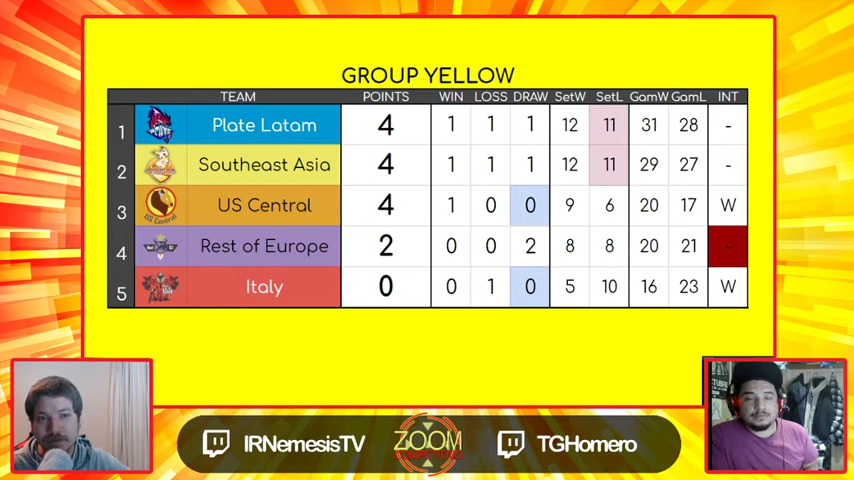 GROUP YELLOW
TEAM POINTS WIN LOSS DRAW SetW SetL GamW GamL INT
1 Plate Latam 4 1 1 1 12 11 31 28 -
2 Southeast Asia 4 1 1 1 12 11 29 27 -
3 US Central 4 1 0 0 9 6 20 17 W
4 Rest of Europe 2 0 0 2 8 8 20 21 -
5 Italy 0 0 1 0 5 10 16 23 W
US Central
IRNemesisTV ZOOM TGHomero